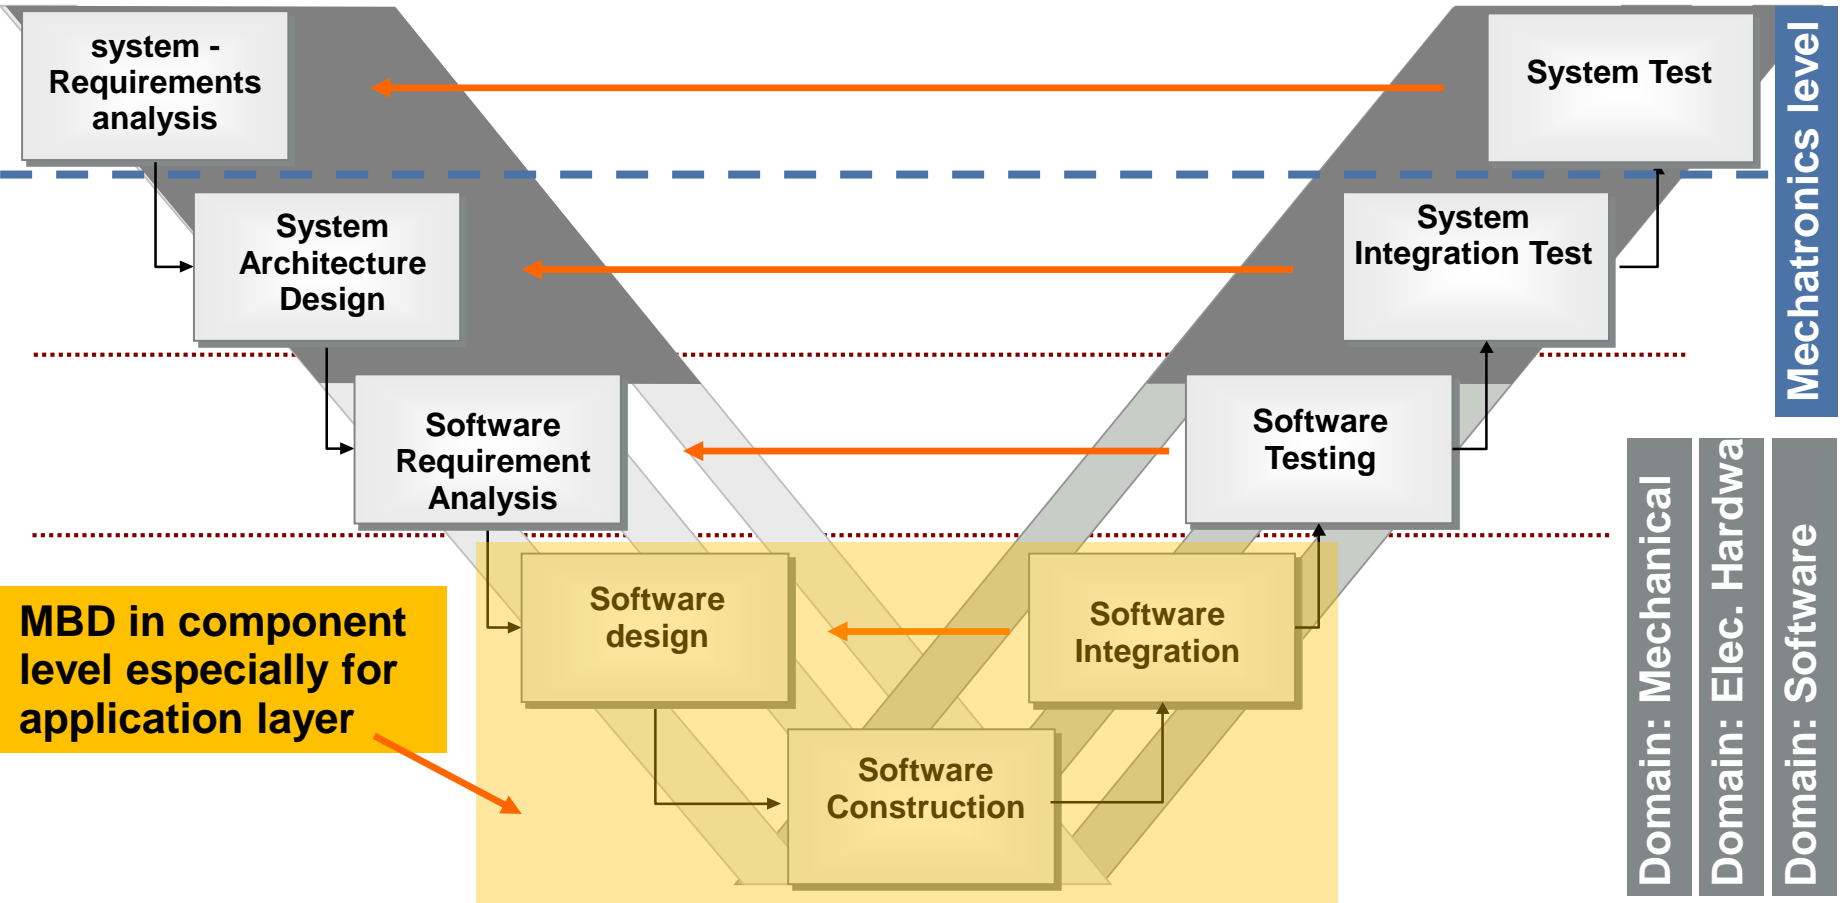 system -
Requirements
analysis
System Test
System
Architecture
Design
System
Integration Test
Software
Requirement
Analysis
Software
Testing
Software
design
Software
Integration
Software
Construction
MBD in component
level especially for
application layer
Mechatronics level
Domain: Mechanical
Domain: Elec. Hardwa
Domain: Software